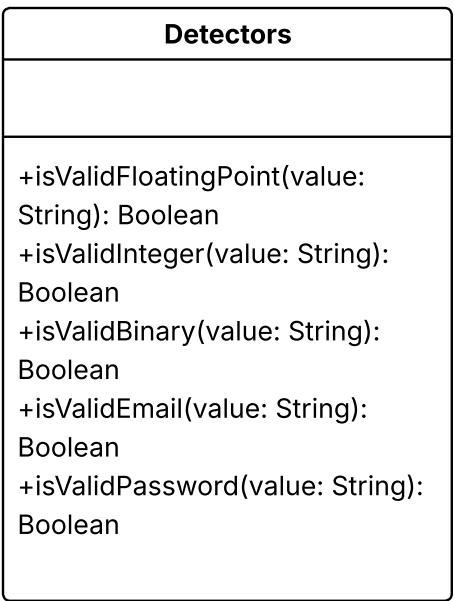 Detectors
+isValidFloatingPoint(value:
String): Boolean
+isValidInteger(value: String):
Boolean
+isValidBinary(value: String):
Boolean
+isValidEmail(value: String):
Boolean
+isValidPassword(value: String):
Boolean